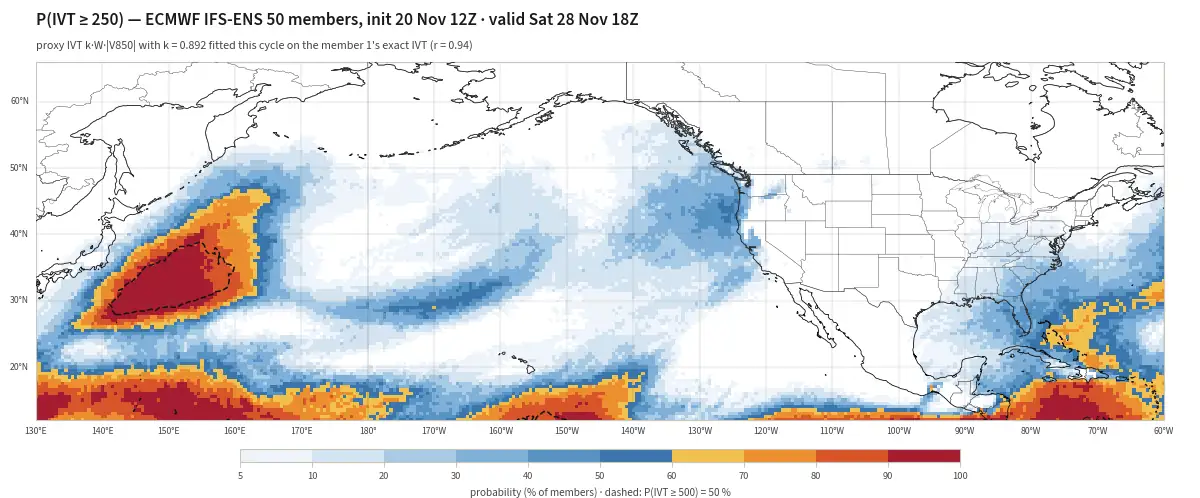 P(IVT ≥ 250) — ECMWF IFS-ENS 50 members, init 20 Nov 12Z · valid Sat 28 Nov 18Z
proxy IVT k·W·|V850| with k = 0.892 fitted this cycle on the member 1's exact IVT (r = 0.94)
60°N
50°N
40°N
30°N
20°N
130°E 140°E 150°E 160°E 170°E 180° 170°W 160°W 150°W 140°W 130°W 120°W 110°W 100°W 90°W 80°W 70°W 60°W
5 10 20 30 40 50 60 70 80 90 100
probability (% of members) · dashed: P(IVT ≥ 500) = 50 %